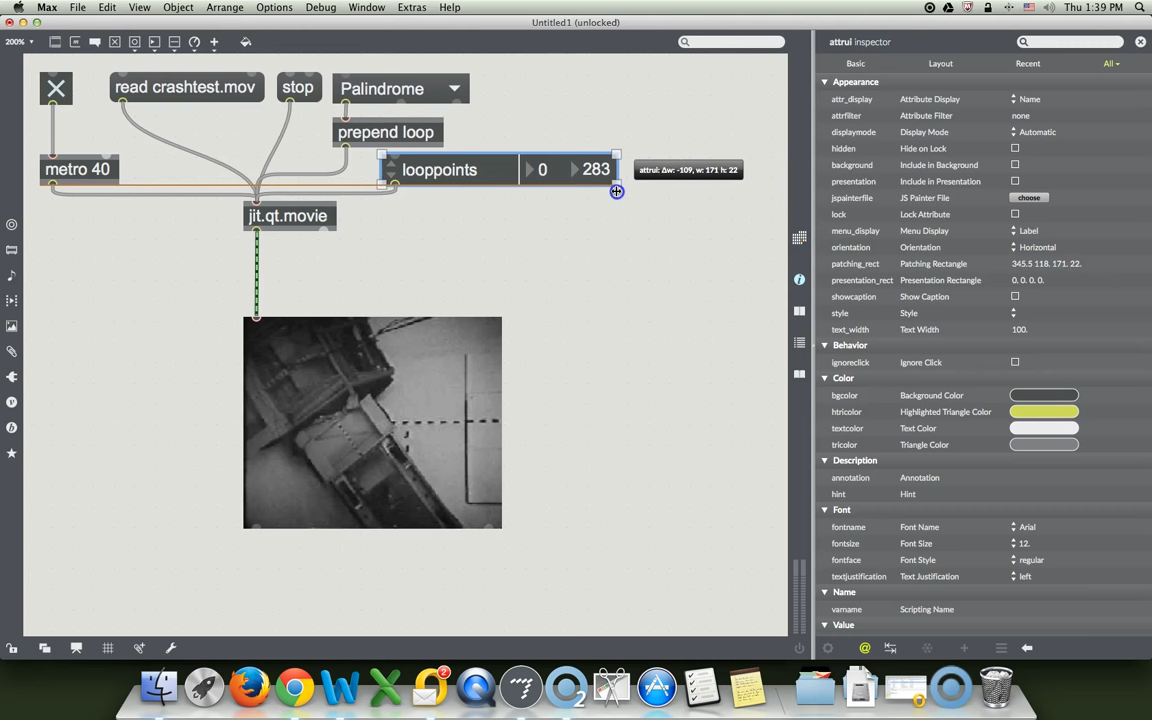 Max File Edit View Object Arrange Options Debug Window Extras Help
Thu 1:39 PM
Untitled1 (unlocked)
200%
attrui inspector
Basic Layout Recent All
read crashtest.mov
stop
Palindrome
prepend loop
metro 40
looppoints 0 283
attrui: Δw: -109, w: 171 h: 22
jit.qt.movie
Appearance
attr_display Attribute Display Name
attrfilter Attribute Filter none
displaymode Display Mode Automatic
hidden Hide on Lock
background Include in Background
presentation Include in Presentation
jspainterfile JS Painter File choose
lock Lock Attribute
menu_display Menu Display Label
orientation Orientation Horizontal
patching_rect Patching Rectangle 345.5 118. 171. 22.
presentation_rect Presentation Rectangle 0. 0. 0. 0.
showcaption Show Caption
style Style
text_width Text Width 100.
Behavior
ignoreclick Ignore Click
Color
bgcolor Background Color
htricolor Highlighted Triangle Color
textcolor Text Color
tricolor Triangle Color
Description
annotation Annotation
hint Hint
Font
fontname Font Name Arial
fontsize Font Size 12.
fontface Font Style regular
textjustification Text Justification left
Name
varname Scripting Name
Value
2
2